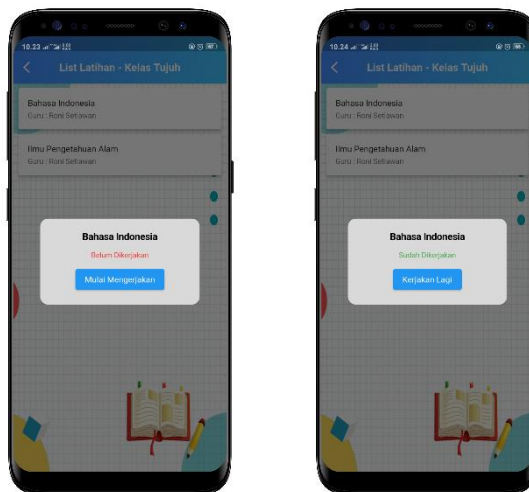 10.23
List Latihan - Kelas Tujuh
Bahasa Indonesia
Guru : Roni Setiawan
Ilmu Pengetahuan Alam
Guru : Roni Setiawan
Bahasa Indonesia
Belum Dikerjakan
Mulai Mengerjakan
10.24
List Latihan - Kelas Tujuh
Bahasa Indonesia
Guru : Roni Setiawan
Ilmu Pengetahuan Alam
Guru : Roni Setiawan
Bahasa Indonesia
Sudah Dikerjakan
Kerjakan Lagi